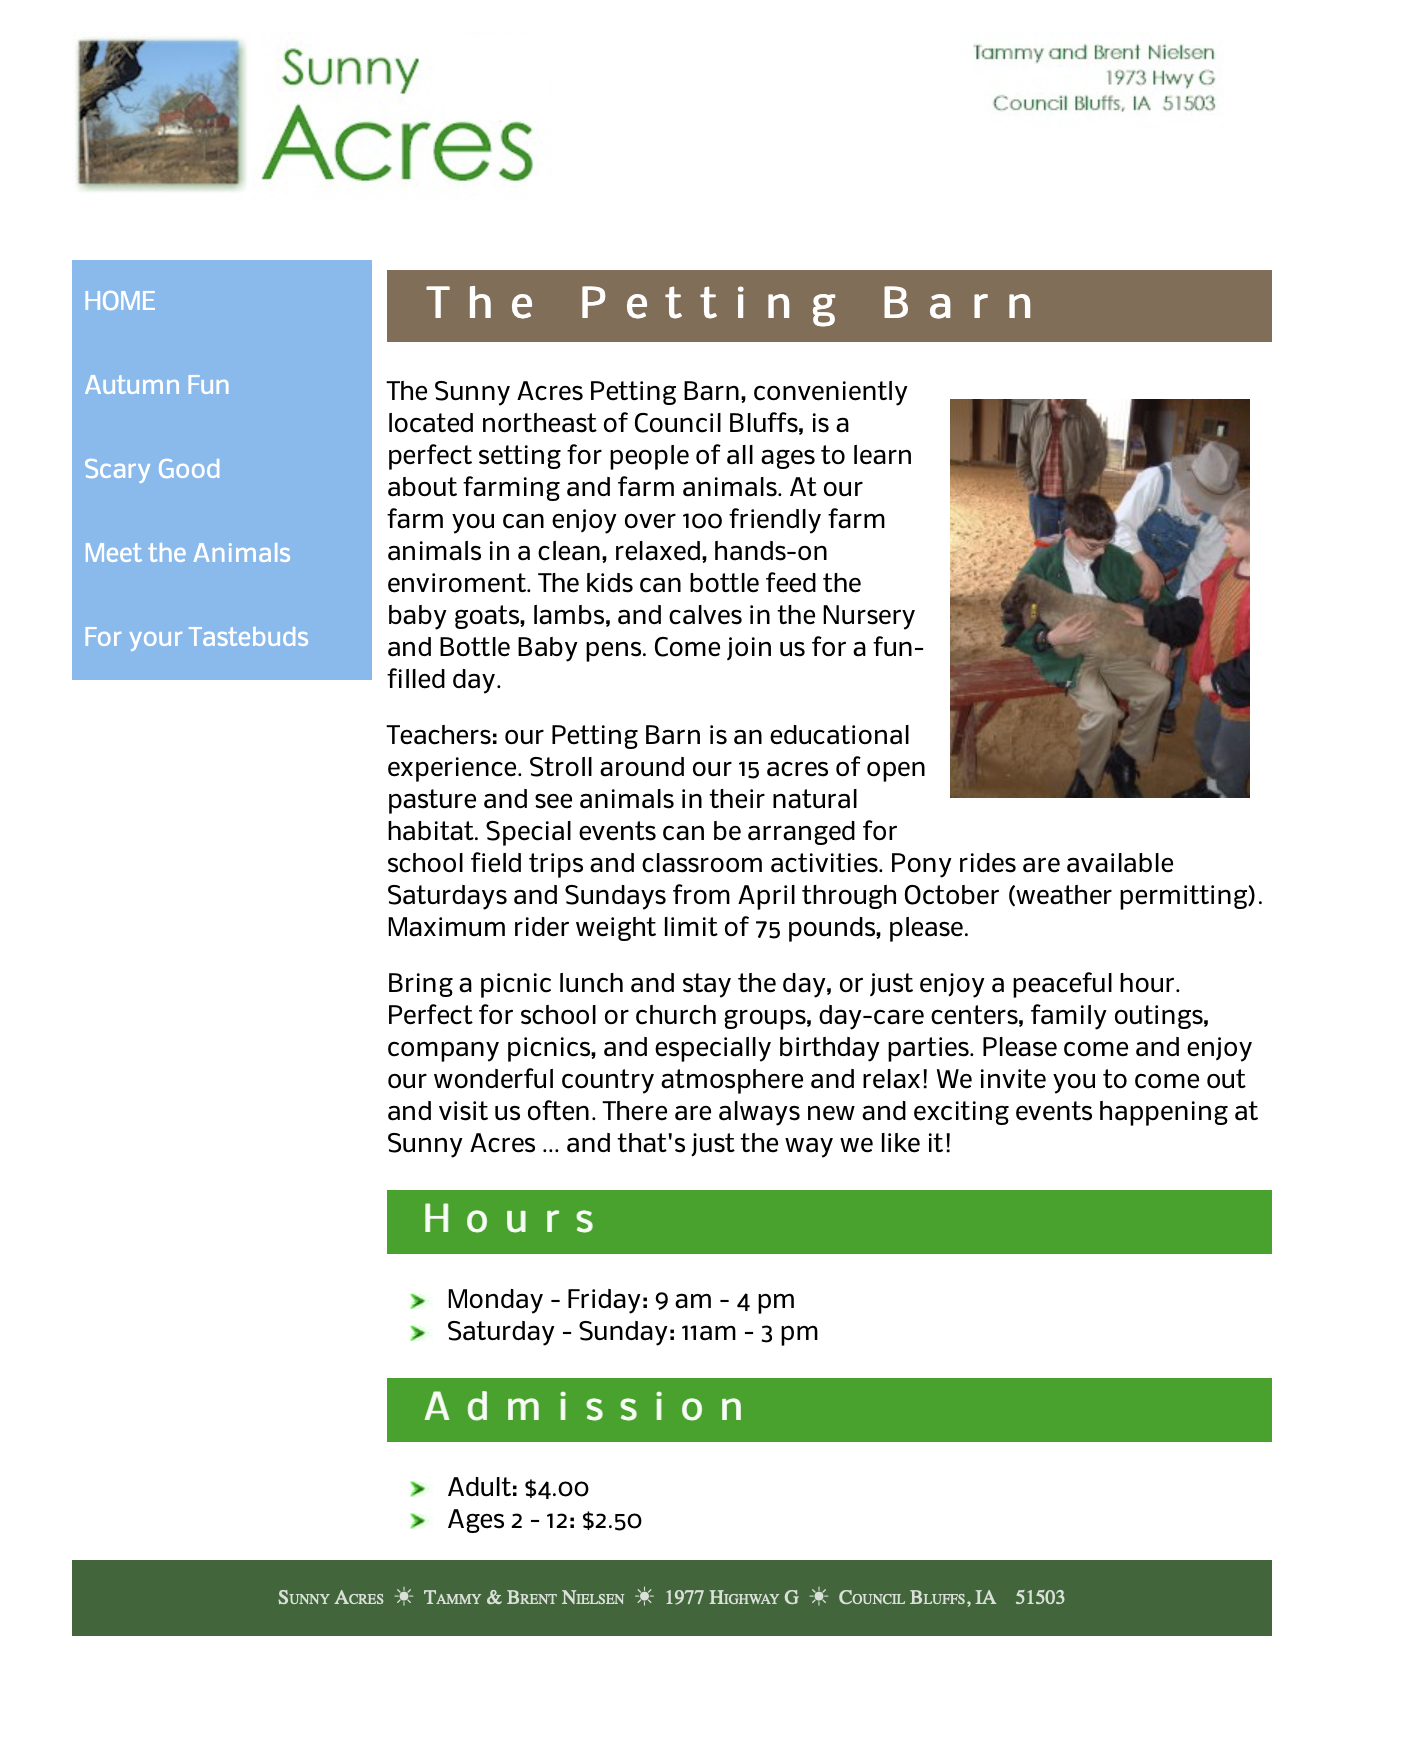 Sunny
Acres
Tammy and Brent Nielsen
1973 Hwy G
Council Bluffs, IA 51503
HOME
Autumn Fun
Scary Good
Meet the Animals
For your Tastebuds
The Petting Barn
The Sunny Acres Petting Barn, conveniently
located northeast of Council Bluffs, is a
perfect setting for people of all ages to learn
about farming and farm animals. At our
farm you can enjoy over 100 friendly farm
animals in a clean, relaxed, hands-on
enviroment. The kids can bottle feed the
baby goats, lambs, and calves in the Nursery
and Bottle Baby pens. Come join us for a fun-
filled day.
Teachers: our Petting Barn is an educational
experience. Stroll around our 15 acres of open
pasture and see animals in their natural
habitat. Special events can be arranged for
school field trips and classroom activities. Pony rides are available
Saturdays and Sundays from April through October (weather permitting).
Maximum rider weight limit of 75 pounds, please.
Bring a picnic lunch and stay the day, or just enjoy a peaceful hour.
Perfect for school or church groups, day-care centers, family outings,
company picnics, and especially birthday parties. Please come and enjoy
our wonderful country atmosphere and relax! We invite you to come out
and visit us often. There are always new and exciting events happening at
Sunny Acres ... and that's just the way we like it!
Hours
Monday - Friday: 9 am - 4 pm
Saturday - Sunday: 11am - 3 pm
Admission
Adult: $4.00
Ages 2 - 12: $2.50
Sunny Acres ☀ Tammy & Brent Nielsen ☀ 1977 Highway G ☀ Council Bluffs, IA 51503